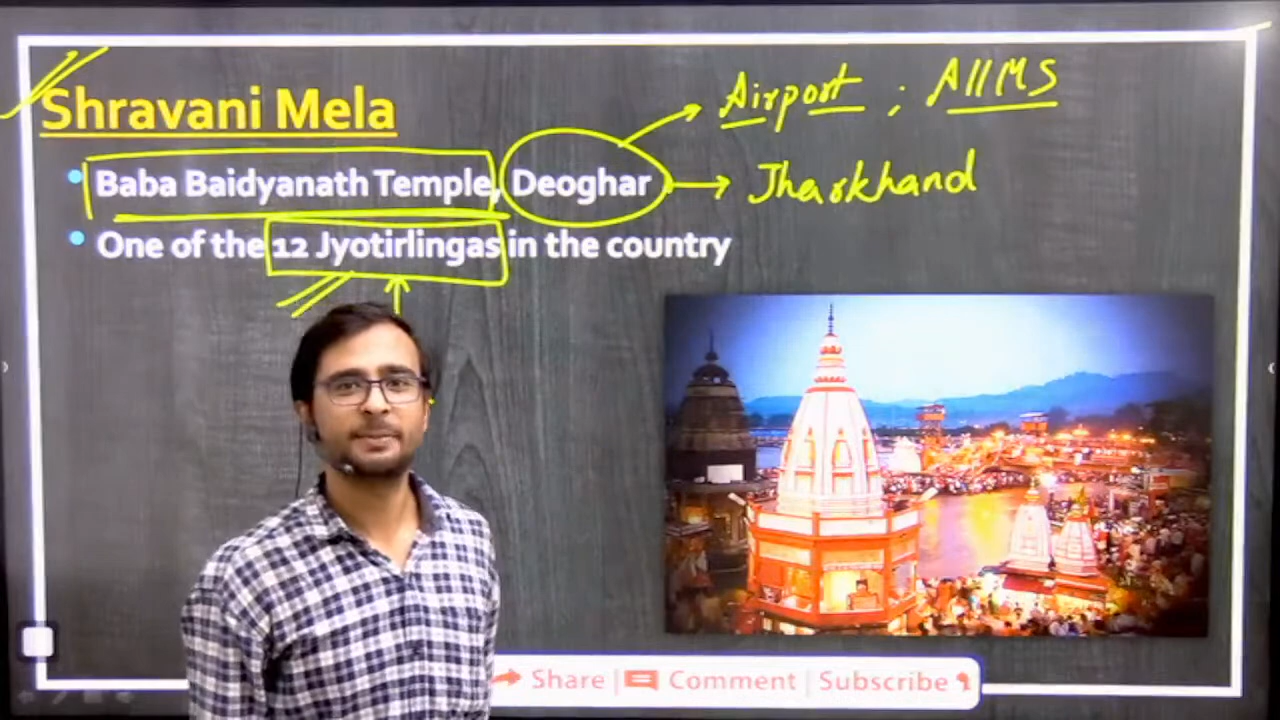 Shravani Mela
Airport ; AIIMS
• Baba Baidyanath Temple, Deoghar → Jharkhand
• One of the 12 Jyotirlingas in the country
Share | Comment | Subscribe